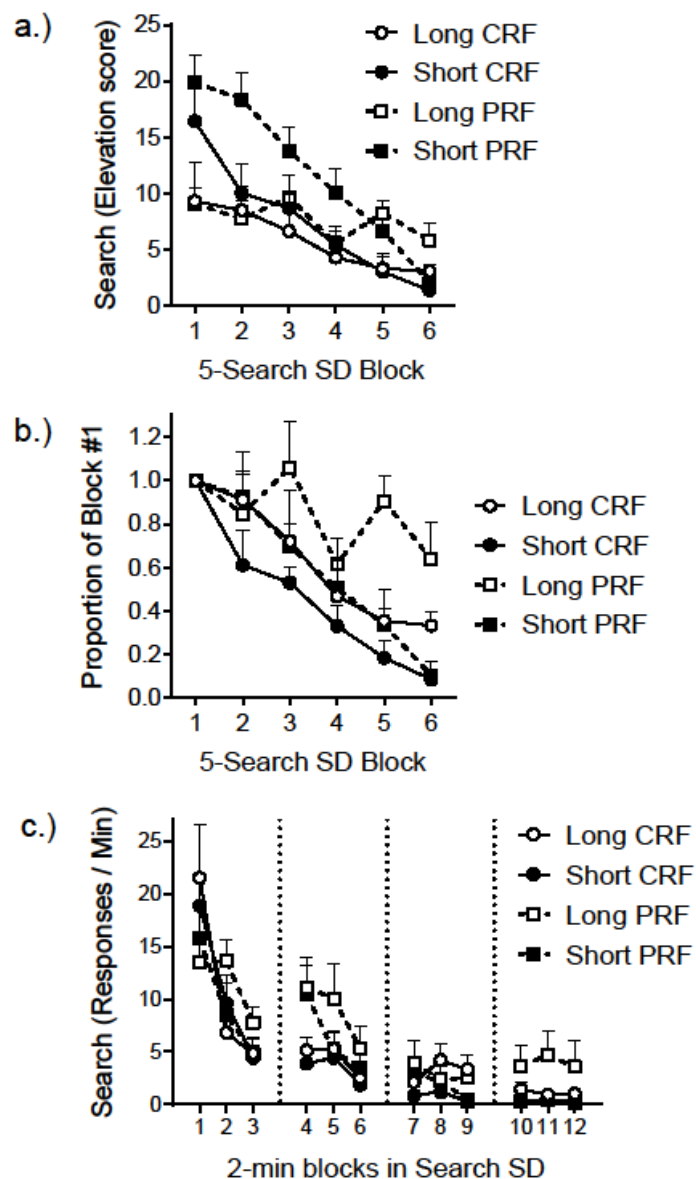 a.)
Search (Elevation score)
25
20
15
10
5
0
Long CRF
Short CRF
Long PRF
Short PRF
1 2 3 4 5 6
5-Search SD Block
b.)
Proportion of Block #1
1.2
1.0
0.8
0.6
0.4
0.2
0.0
Long CRF
Short CRF
Long PRF
Short PRF
1 2 3 4 5 6
5-Search SD Block
c.)
Search (Responses / Min)
25
20
15
10
5
0
Long CRF
Short CRF
Long PRF
Short PRF
1 2 3 4 5 6 7 8 9 10 11 12
2-min blocks in Search SD